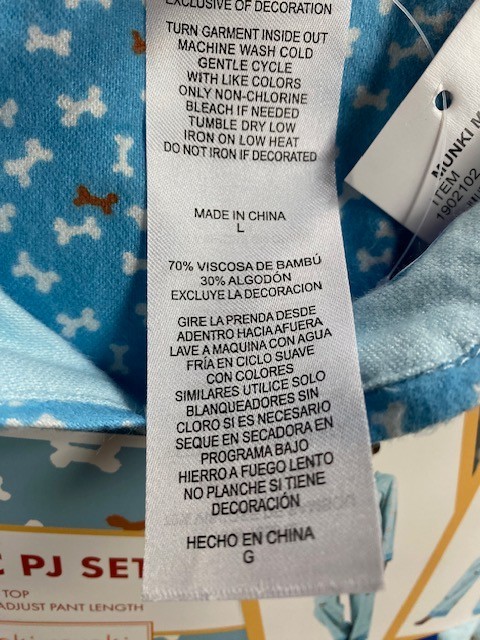 EXCLUSIVE OF DECORATION
TURN GARMENT INSIDE OUT
MACHINE WASH COLD
GENTLE CYCLE
WITH LIKE COLORS
ONLY NON-CHLORINE
BLEACH IF NEEDED
TUMBLE DRY LOW
IRON ON LOW HEAT
DO NOT IRON IF DECORATED
MADE IN CHINA
L
70% VISCOSA DE BAMBÚ
30% ALGODÓN
EXCLUYE LA DECORACION
GIRE LA PRENDA DESDE
ADENTRO HACIA AFUERA
LAVE A MAQUINA CON AGUA
FRÍA EN CICLO SUAVE
CON COLORES
SIMILARES UTILICE SOLO
BLANQUEADORES SIN
CLORO SI ES NECESARIO
SEQUE EN SECADORA EN
PROGRAMA BAJO
HIERRO A FUEGO LENTO
NO PLANCHE SI TIENE
DECORACIÓN
HECHO EN CHINA
G
MUNKI
ITEM
1902102
PJ SET
TOP
ADJUST PANT LENGTH